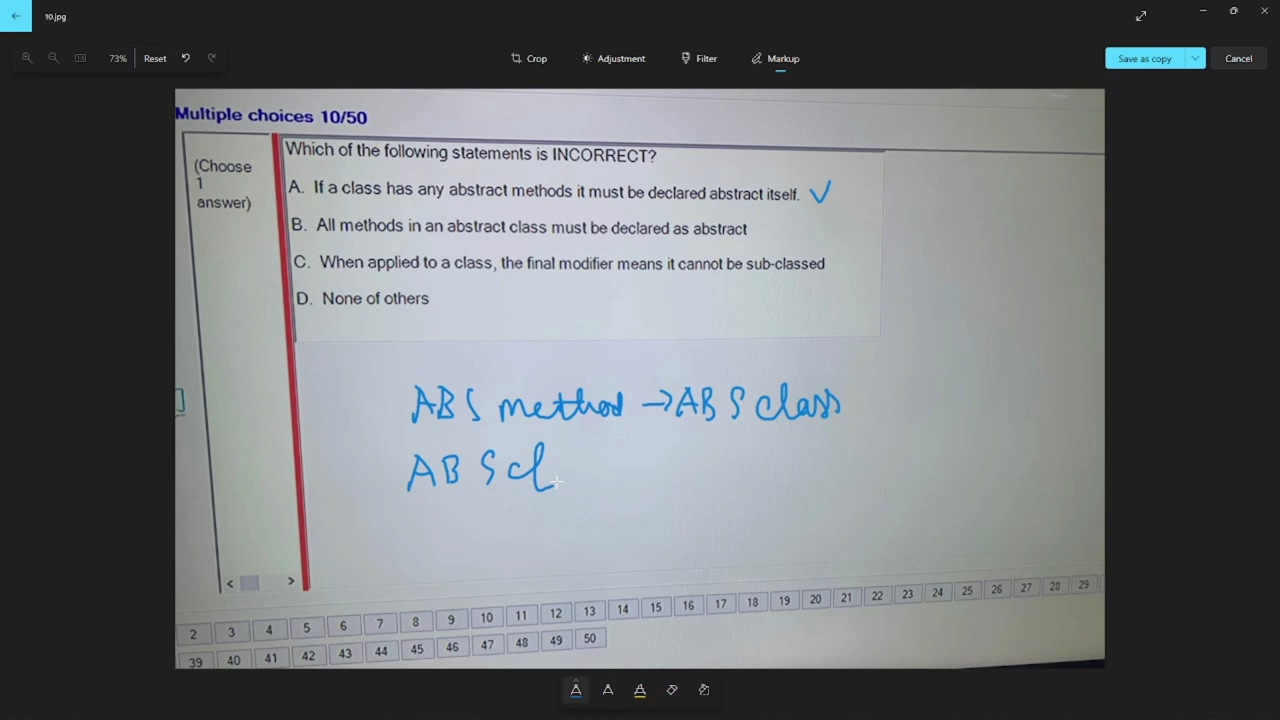 10.jpg
73%
Reset
Crop
Adjustment
Filter
Markup
Save as copy
Cancel
Multiple choices 10/50
(Choose
1
answer)
Which of the following statements is INCORRECT?
A. If a class has any abstract methods it must be declared abstract itself.
B. All methods in an abstract class must be declared as abstract
C. When applied to a class, the final modifier means it cannot be sub-classed
D. None of others
ABS method → ABS class
ABS cl
2 3 4 5 6 7 8 9 10 11 12 13 14 15 16 17 18 19 20 21 22 23 24 25 26 27 28 29
39 40 41 42 43 44 45 46 47 48 49 50